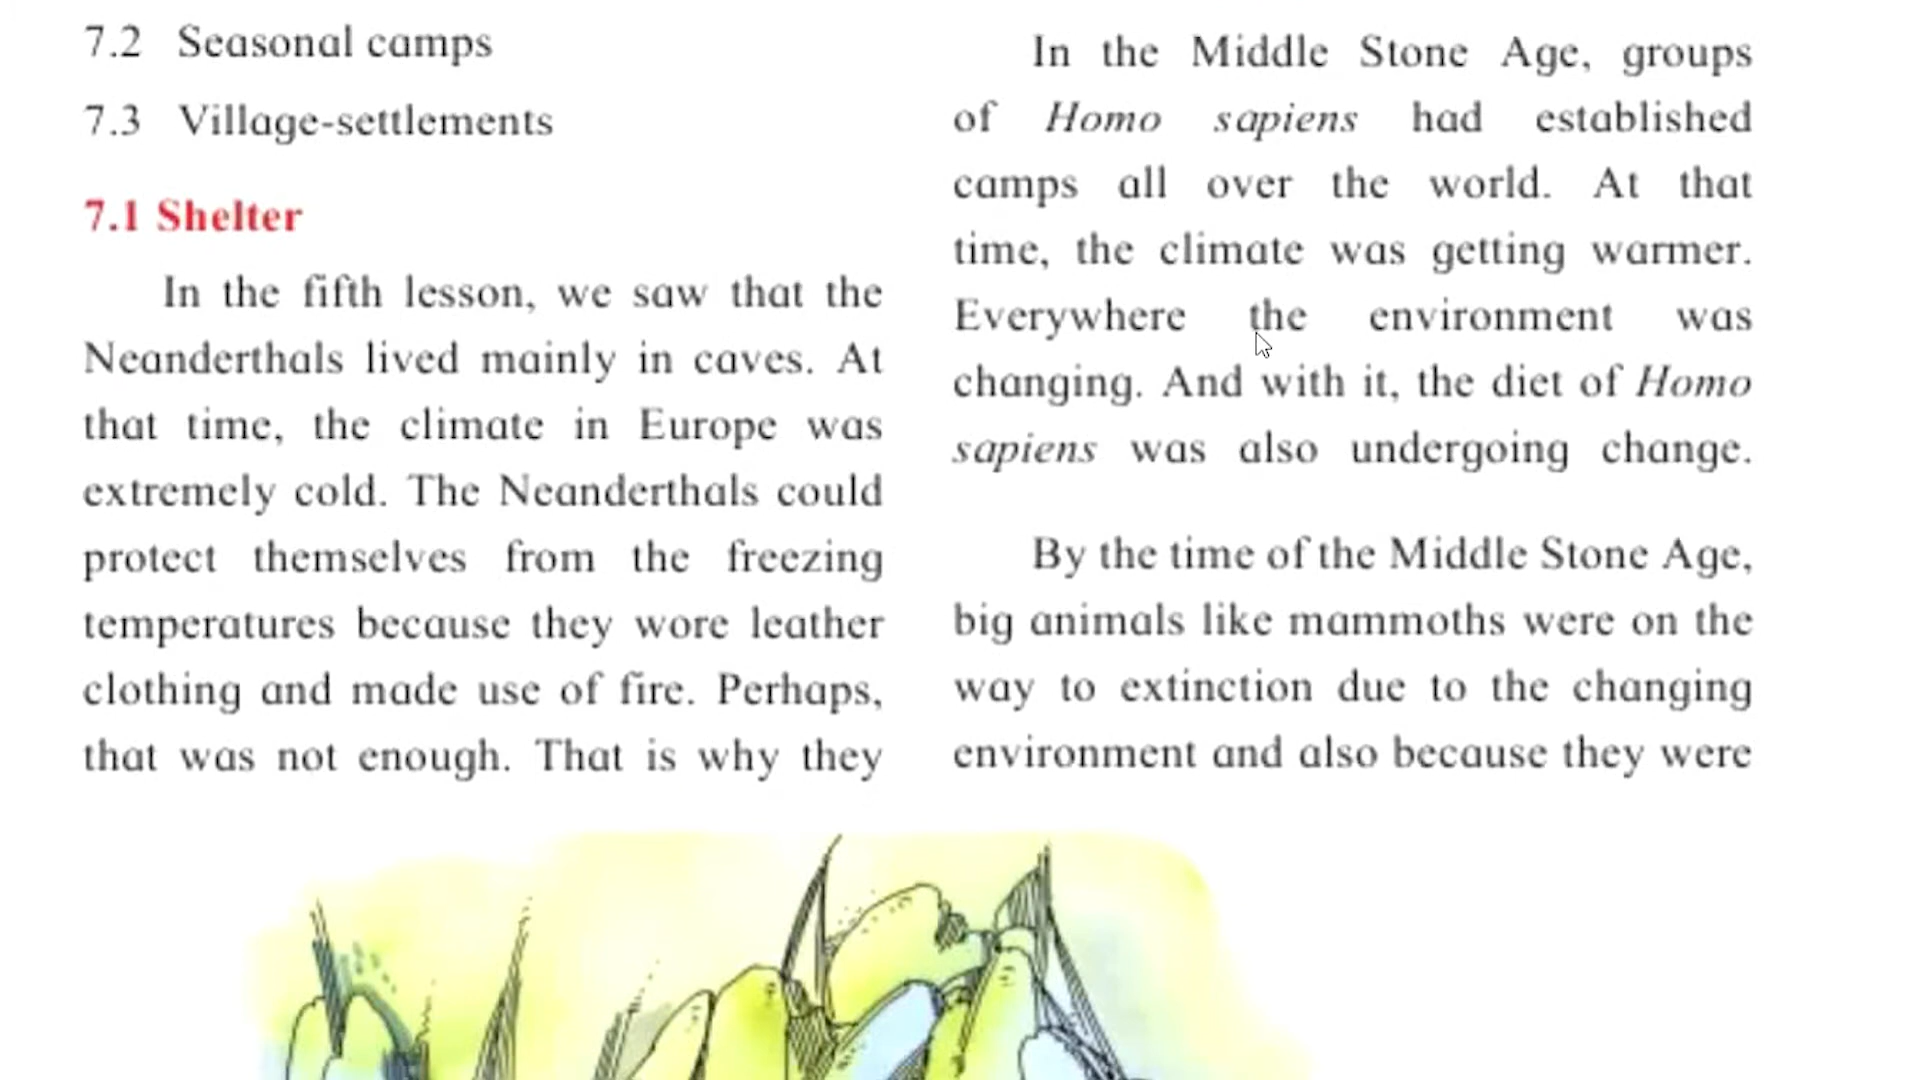 7.2 Seasonal camps
7.3 Village-settlements
7.1 Shelter
In the fifth lesson, we saw that the
Neanderthals lived mainly in caves. At
that time, the climate in Europe was
extremely cold. The Neanderthals could
protect themselves from the freezing
temperatures because they wore leather
clothing and made use of fire. Perhaps,
that was not enough. That is why they
In the Middle Stone Age, groups
of Homo sapiens had established
camps all over the world. At that
time, the climate was getting warmer.
Everywhere the environment was
changing. And with it, the diet of Homo
sapiens was also undergoing change.
By the time of the Middle Stone Age,
big animals like mammoths were on the
way to extinction due to the changing
environment and also because they were